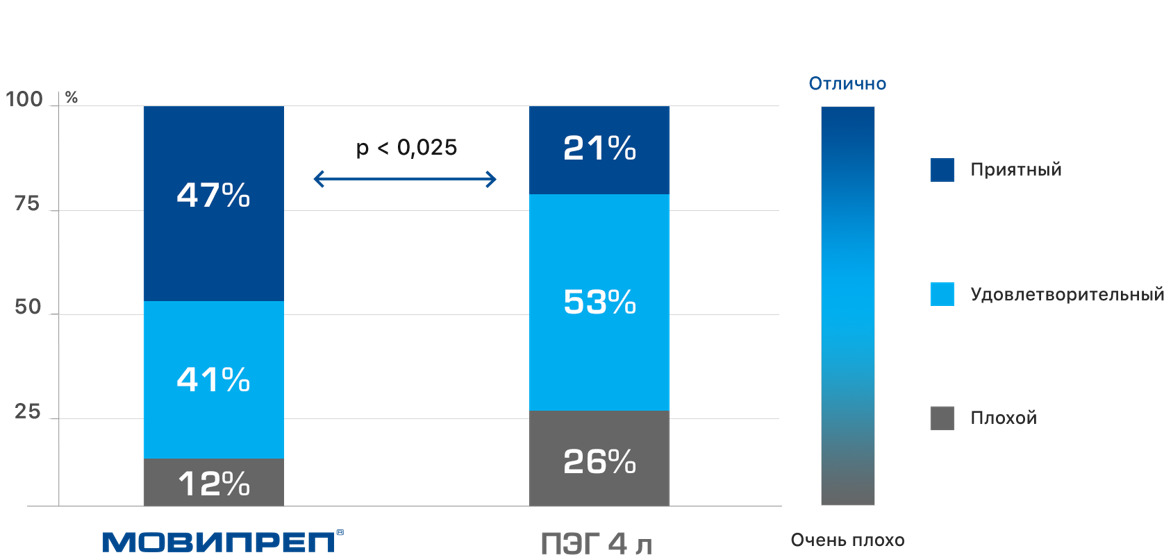 Отлично
100 %
p < 0,025
21%
Приятный
47%
75
Удовлетворительный
53%
50
41%
25
Плохой
26%
12%
МОВИПРЕП®
ПЭГ 4 л
Очень плохо